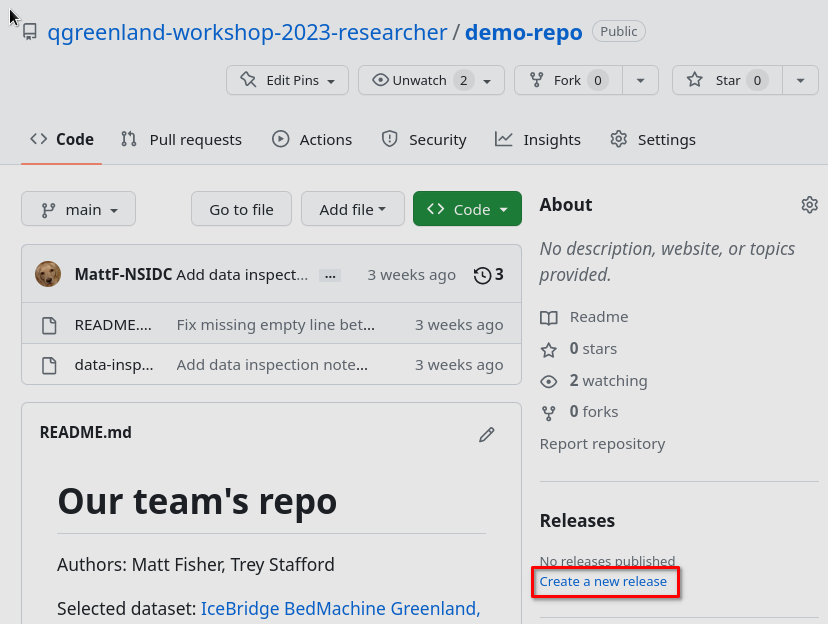 qgreenland-workshop-2023-researcher / demo-repo Public
Edit Pins Unwatch 2 Fork 0 Star 0
Code Pull requests Actions Security Insights Settings
main Go to file Add file Code
MattF-NSIDC Add data inspect... ... 3 weeks ago 3
README.... Fix missing empty line bet... 3 weeks ago
data-insp... Add data inspection note... 3 weeks ago
README.md
Our team's repo
Authors: Matt Fisher, Trey Stafford
Selected dataset: IceBridge BedMachine Greenland,
About
No description, website, or topics
provided.
Readme
0 stars
2 watching
0 forks
Report repository
Releases
No releases published
Create a new release